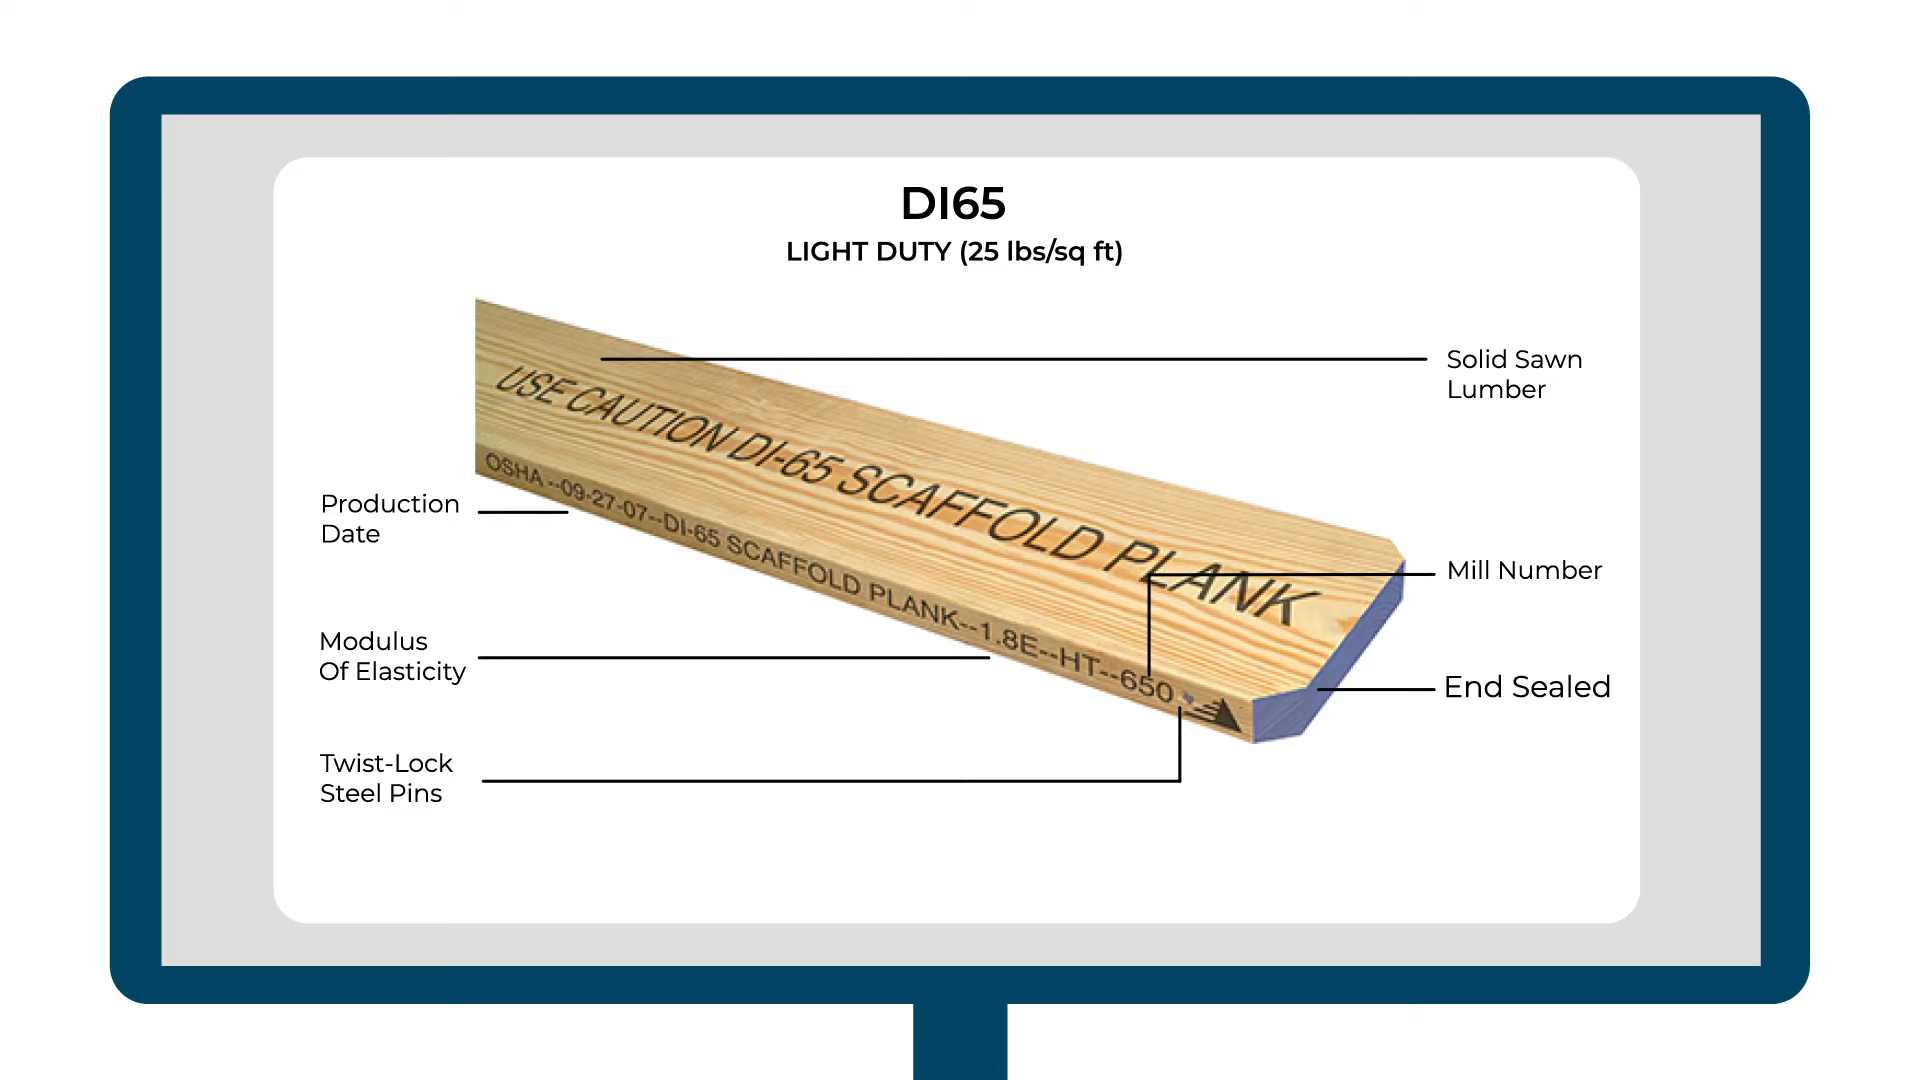 DI65
LIGHT DUTY (25 lbs/sq ft)
Solid Sawn
Lumber
USE CAUTION DI-65 SCAFFOLD PLANK
OSHA --09-27-07--DI-65 SCAFFOLD PLANK--1.8E--HT--650
Production
Date
Mill Number
Modulus
Of Elasticity
End Sealed
Twist-Lock
Steel Pins